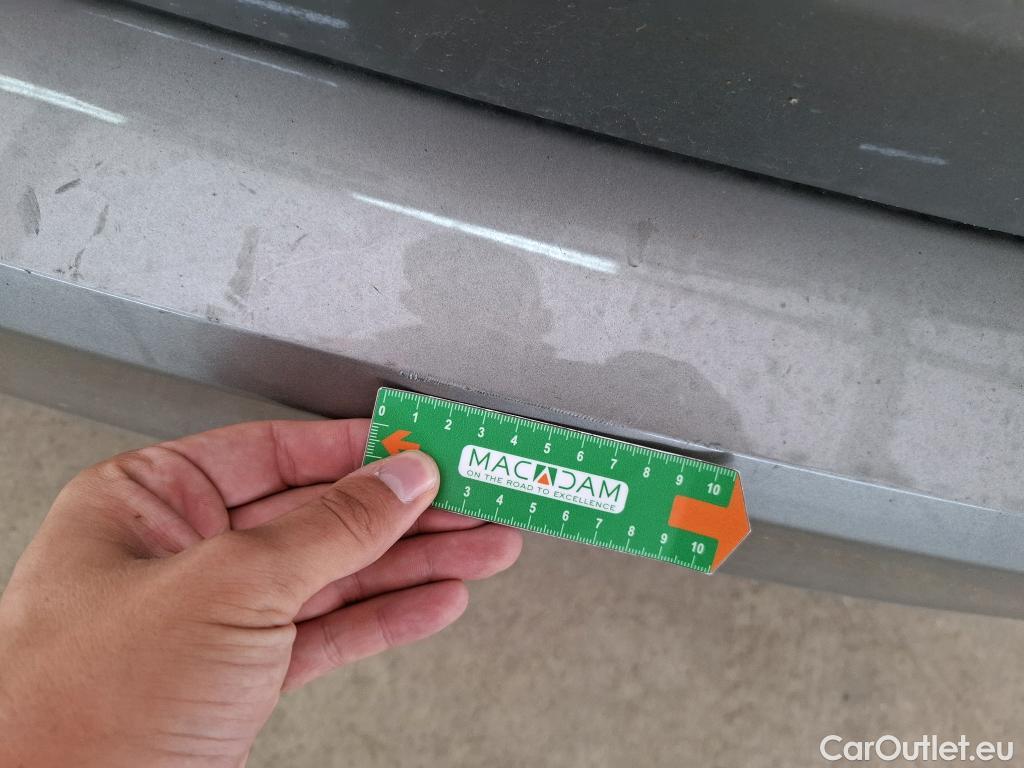 0 1 2 3 4 5 6 7 8 9 10
MACADAM
ON THE ROAD TO EXCELLENCE
3 4 5 6 7 8 9 10
CarOutlet.eu